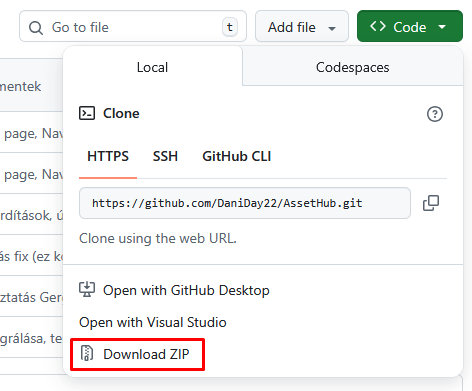 Go to file
t
Add file
Code
Local
Codespaces
mentek
Clone
page, Nav
HTTPS
SSH
GitHub CLI
page, Nav
https://github.com/DaniDay22/AssetHub.git
rdítások, ú
Clone using the web URL.
ás fix (ez k
Open with GitHub Desktop
ztatás Ger
Open with Visual Studio
grálása, te
Download ZIP